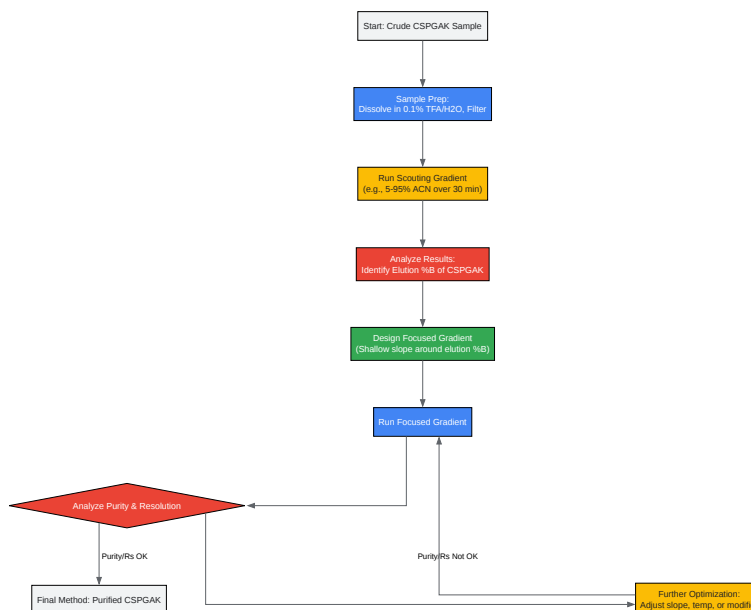 Start: Crude CSPGAK Sample
Sample Prep:
Dissolve in 0.1% TFA/H2O, Filter
Run Scouting Gradient
(e.g., 5-95% ACN over 30 min)
Analyze Results:
Identify Elution %B of CSPGAK
Design Focused Gradient
(Shallow slope around elution %B)
Run Focused Gradient
Analyze Purity & Resolution
Purity/Rs OK
Purity/Rs Not OK
Final Method: Purified CSPGAK
Further Optimization:
Adjust slope, temp, or